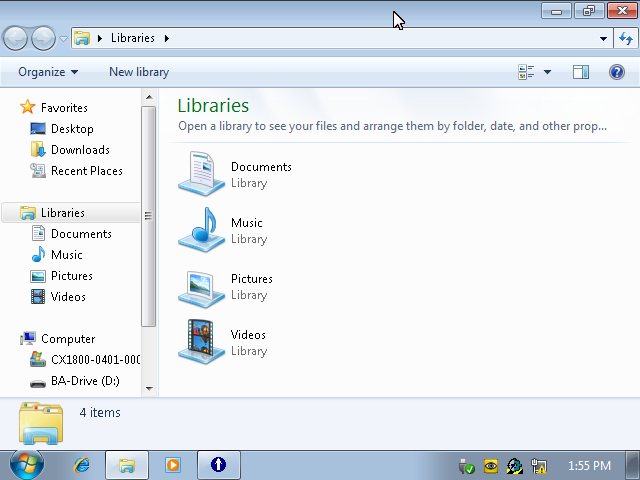 Libraries
Organize
New library
Favorites
Desktop
Downloads
Recent Places
Libraries
Documents
Music
Pictures
Videos
Computer
CX1800-0401-000
BA-Drive (D:)
Libraries
Open a library to see your files and arrange them by folder, date, and other prop...
Documents
Library
Music
Library
Pictures
Library
Videos
Library
4 items
1:55 PM